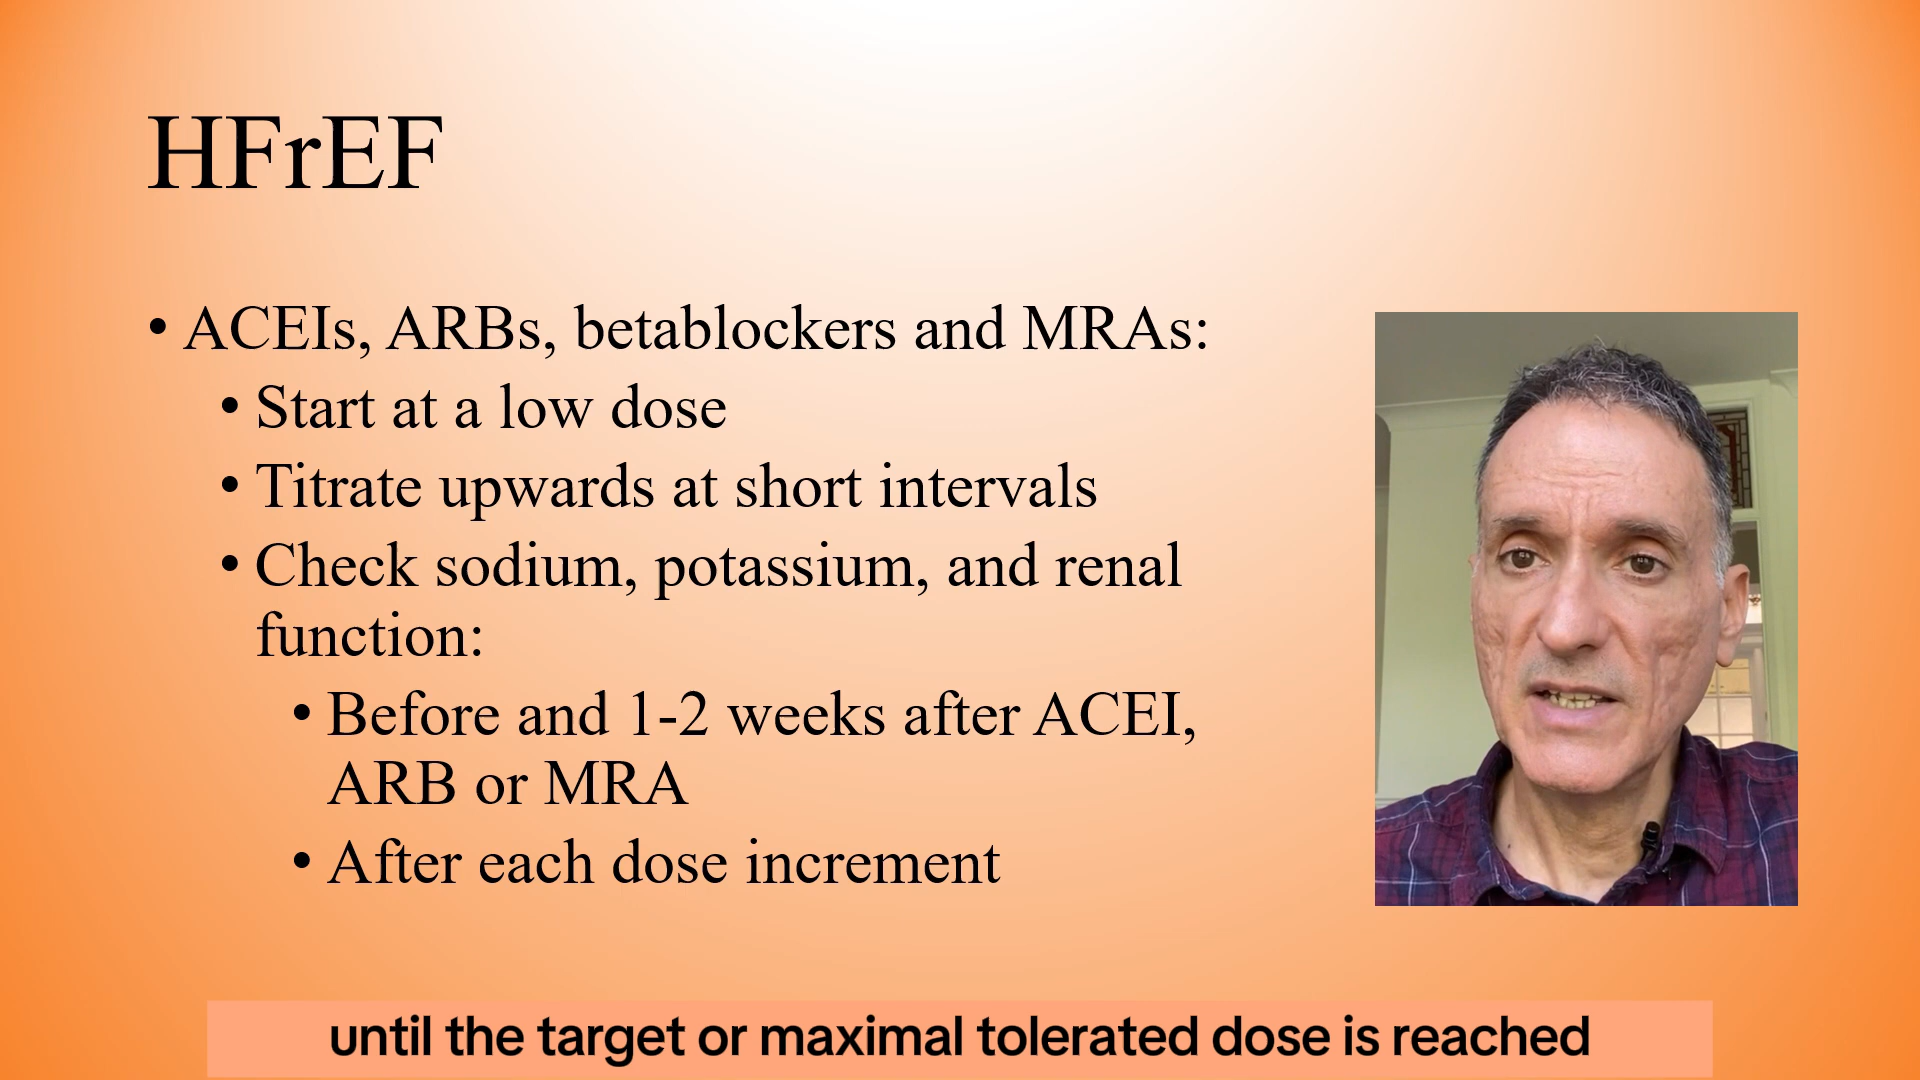 HFrEF
• ACEIs, ARBs, betablockers and MRAs:
• Start at a low dose
• Titrate upwards at short intervals
• Check sodium, potassium, and renal
function:
• Before and 1-2 weeks after ACEI,
ARB or MRA
• After each dose increment
until the target or maximal tolerated dose is reached